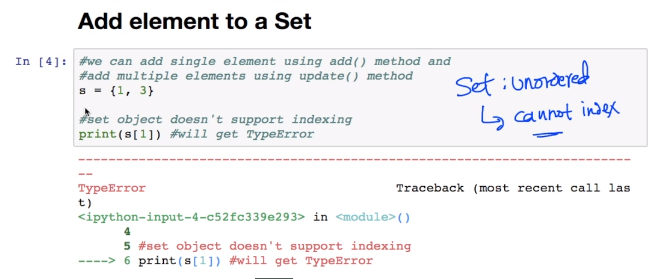 Add element to a Set
In [4]: #we can add single element using add() method and
#add multiple elements using update() method
s = {1, 3}
#set object doesn't support indexing
print(s[1]) #will get TypeError
Set : unordered
↳ cannot index
---------------------------------------------------------------------------
--
TypeError Traceback (most recent call las
t)
<ipython-input-4-c52fc339e293> in <module>()
4
5 #set object doesn't support indexing
----> 6 print(s[1]) #will get TypeError